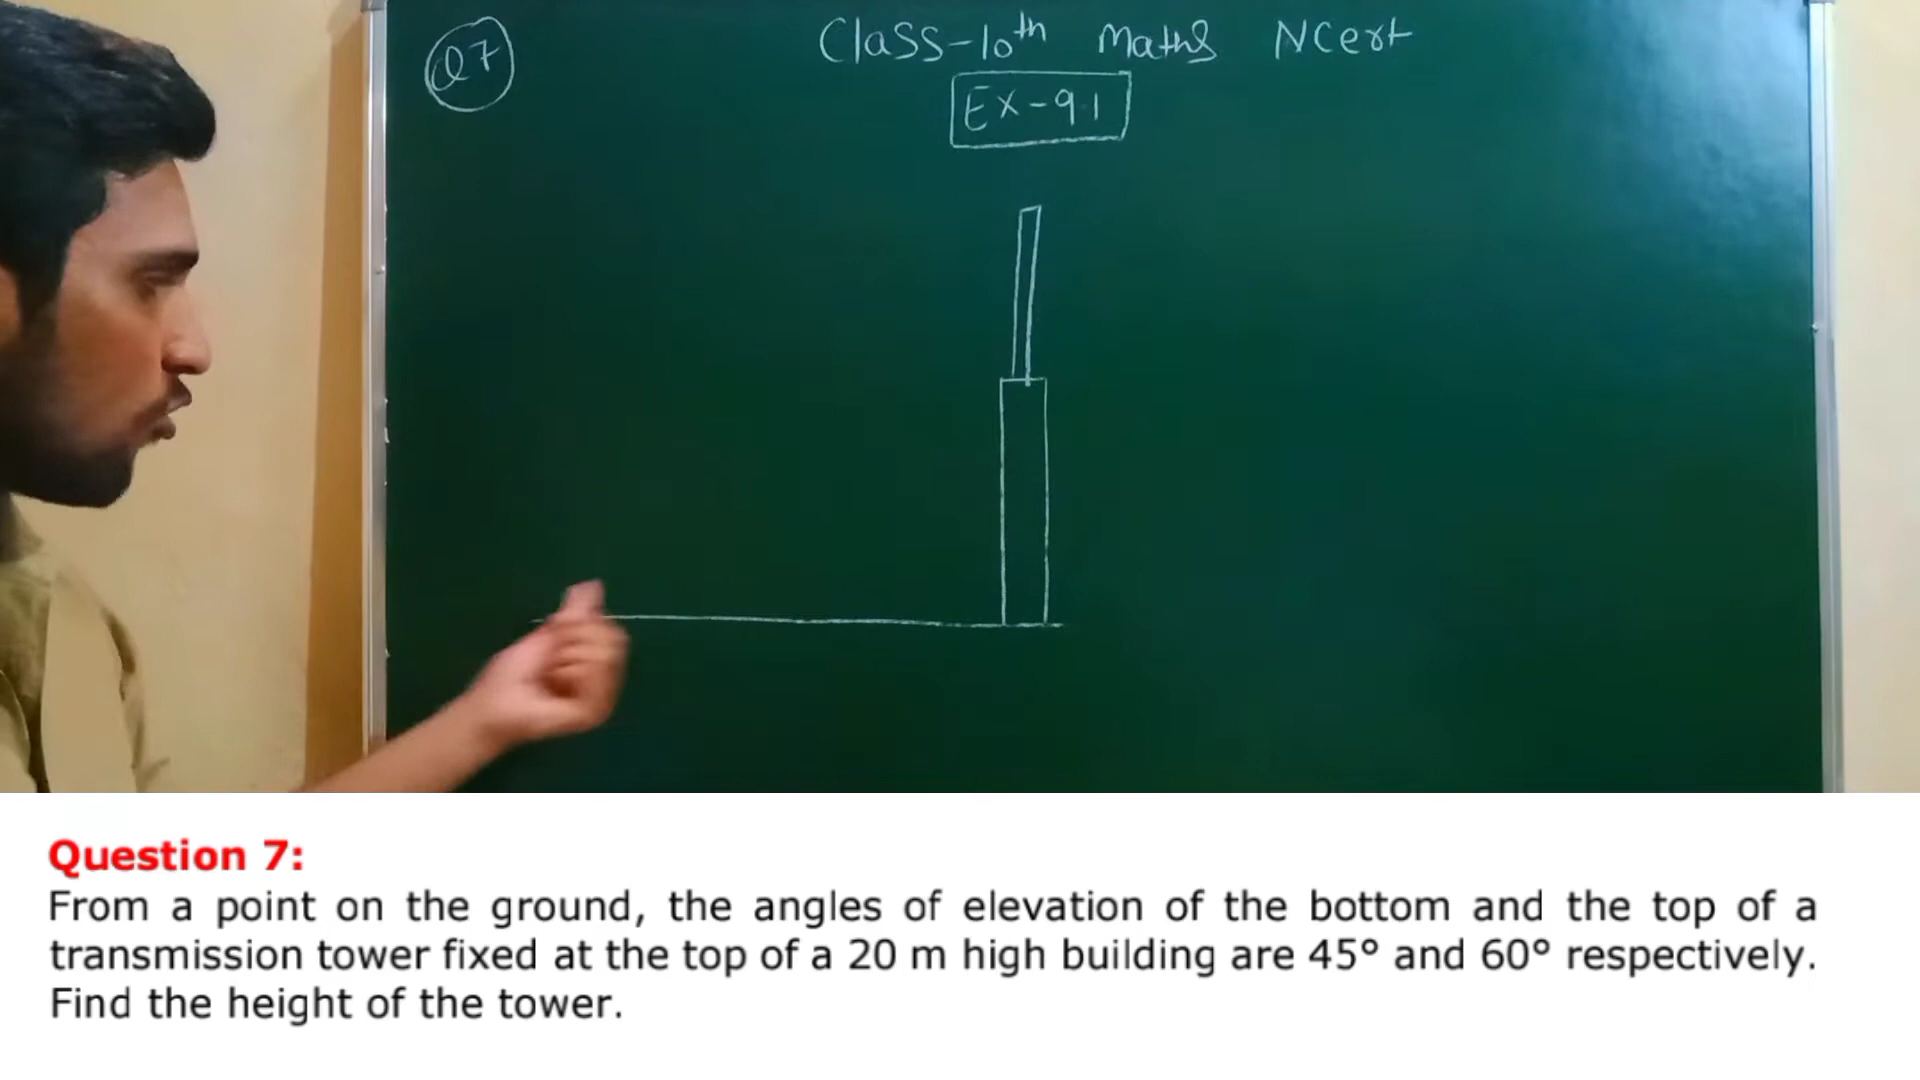 Q7
Class-10th Maths NCert
Ex-9.1
Question 7:
From a point on the ground, the angles of elevation of the bottom and the top of a
transmission tower fixed at the top of a 20 m high building are 45° and 60° respectively.
Find the height of the tower.